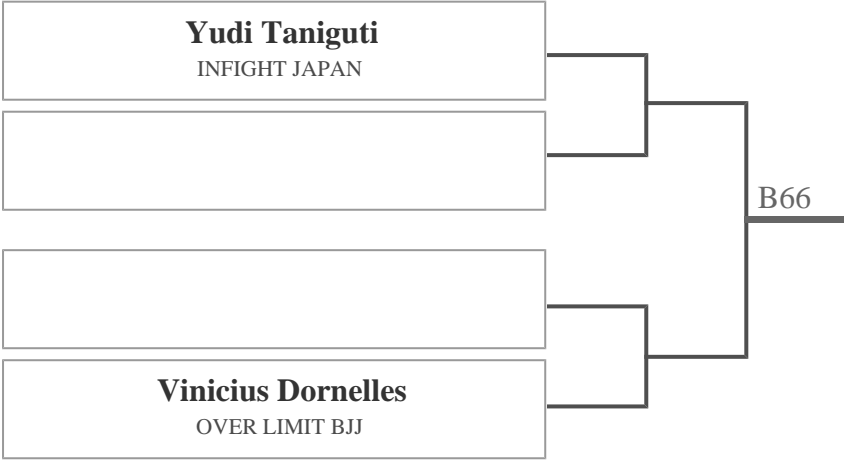 Yudi Taniguti
INFIGHT JAPAN
B66
Vinicius Dornelles
OVER LIMIT BJJ